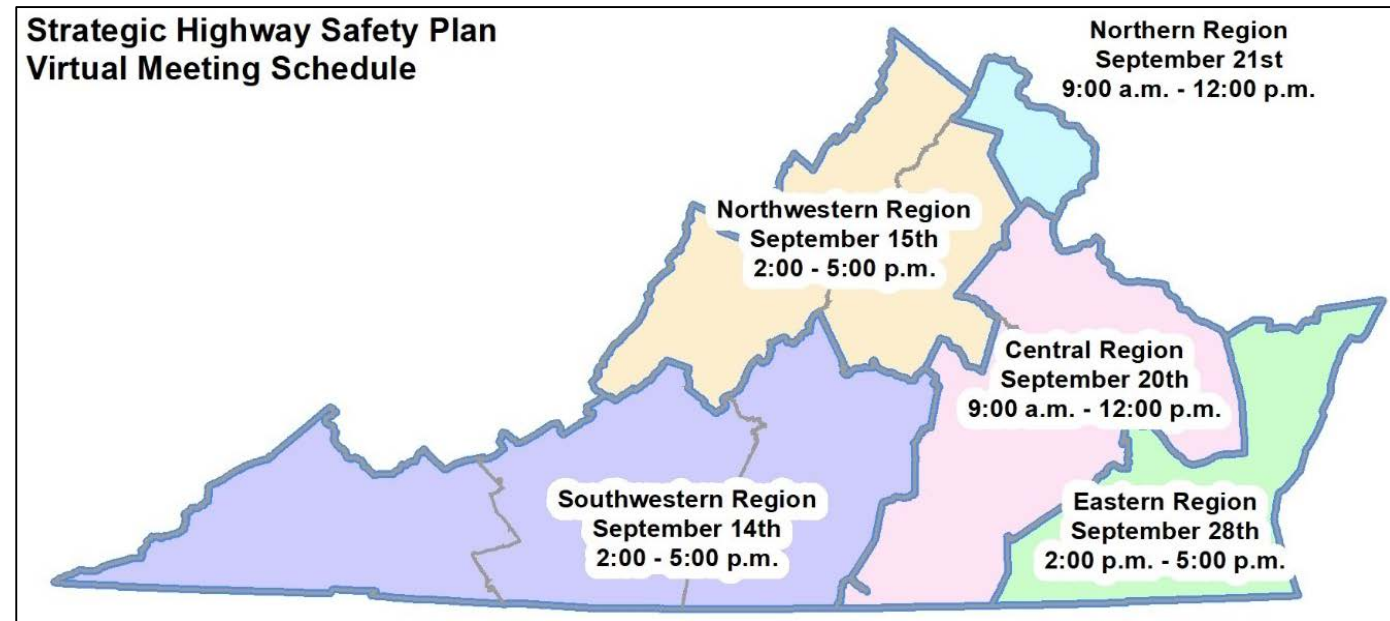 Strategic Highway Safety Plan
Virtual Meeting Schedule
Northern Region
September 21st
9:00 a.m. - 12:00 p.m.
Northwestern Region
September 15th
2:00 - 5:00 p.m.
Central Region
September 20th
9:00 a.m. - 12:00 p.m.
Southwestern Region
September 14th
2:00 - 5:00 p.m.
Eastern Region
September 28th
2:00 p.m. - 5:00 p.m.